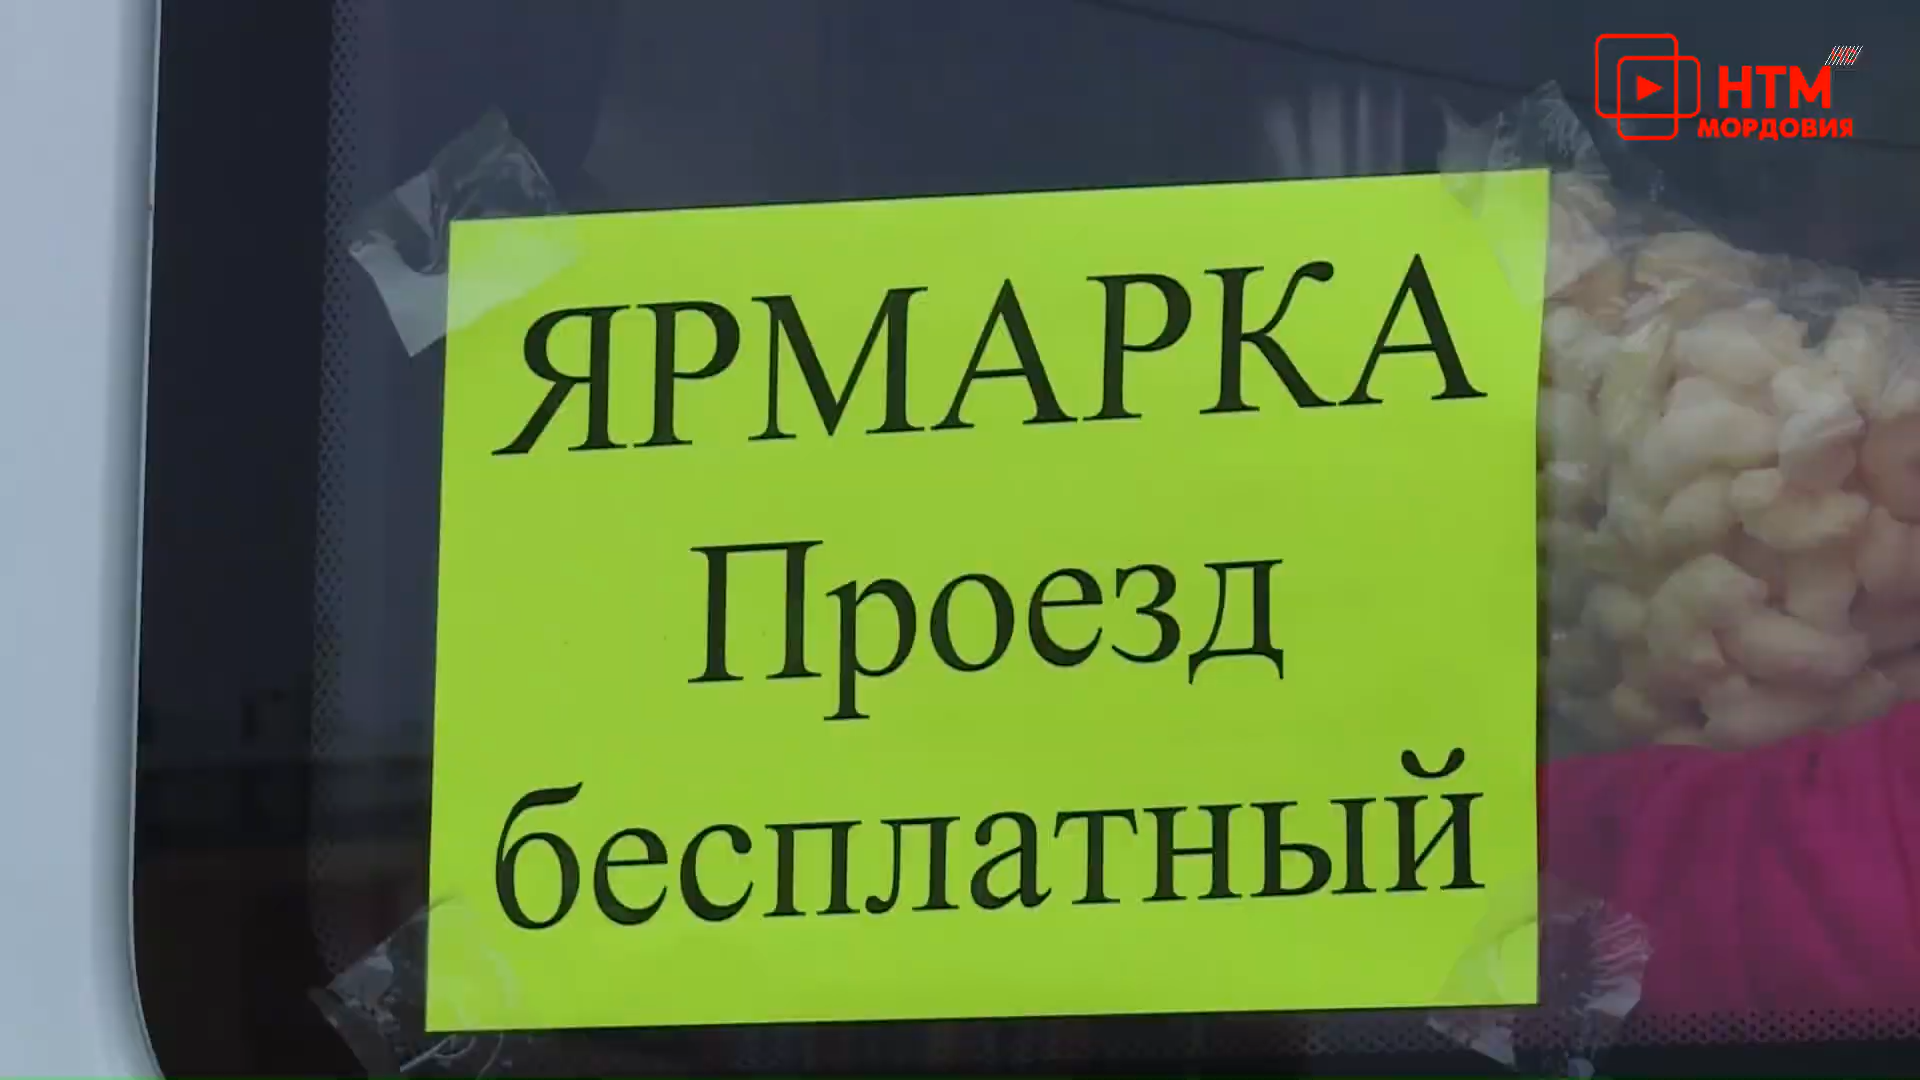 НТМ
МОРДОВИЯ
ЯРМАРКА
Проезд
бесплатный